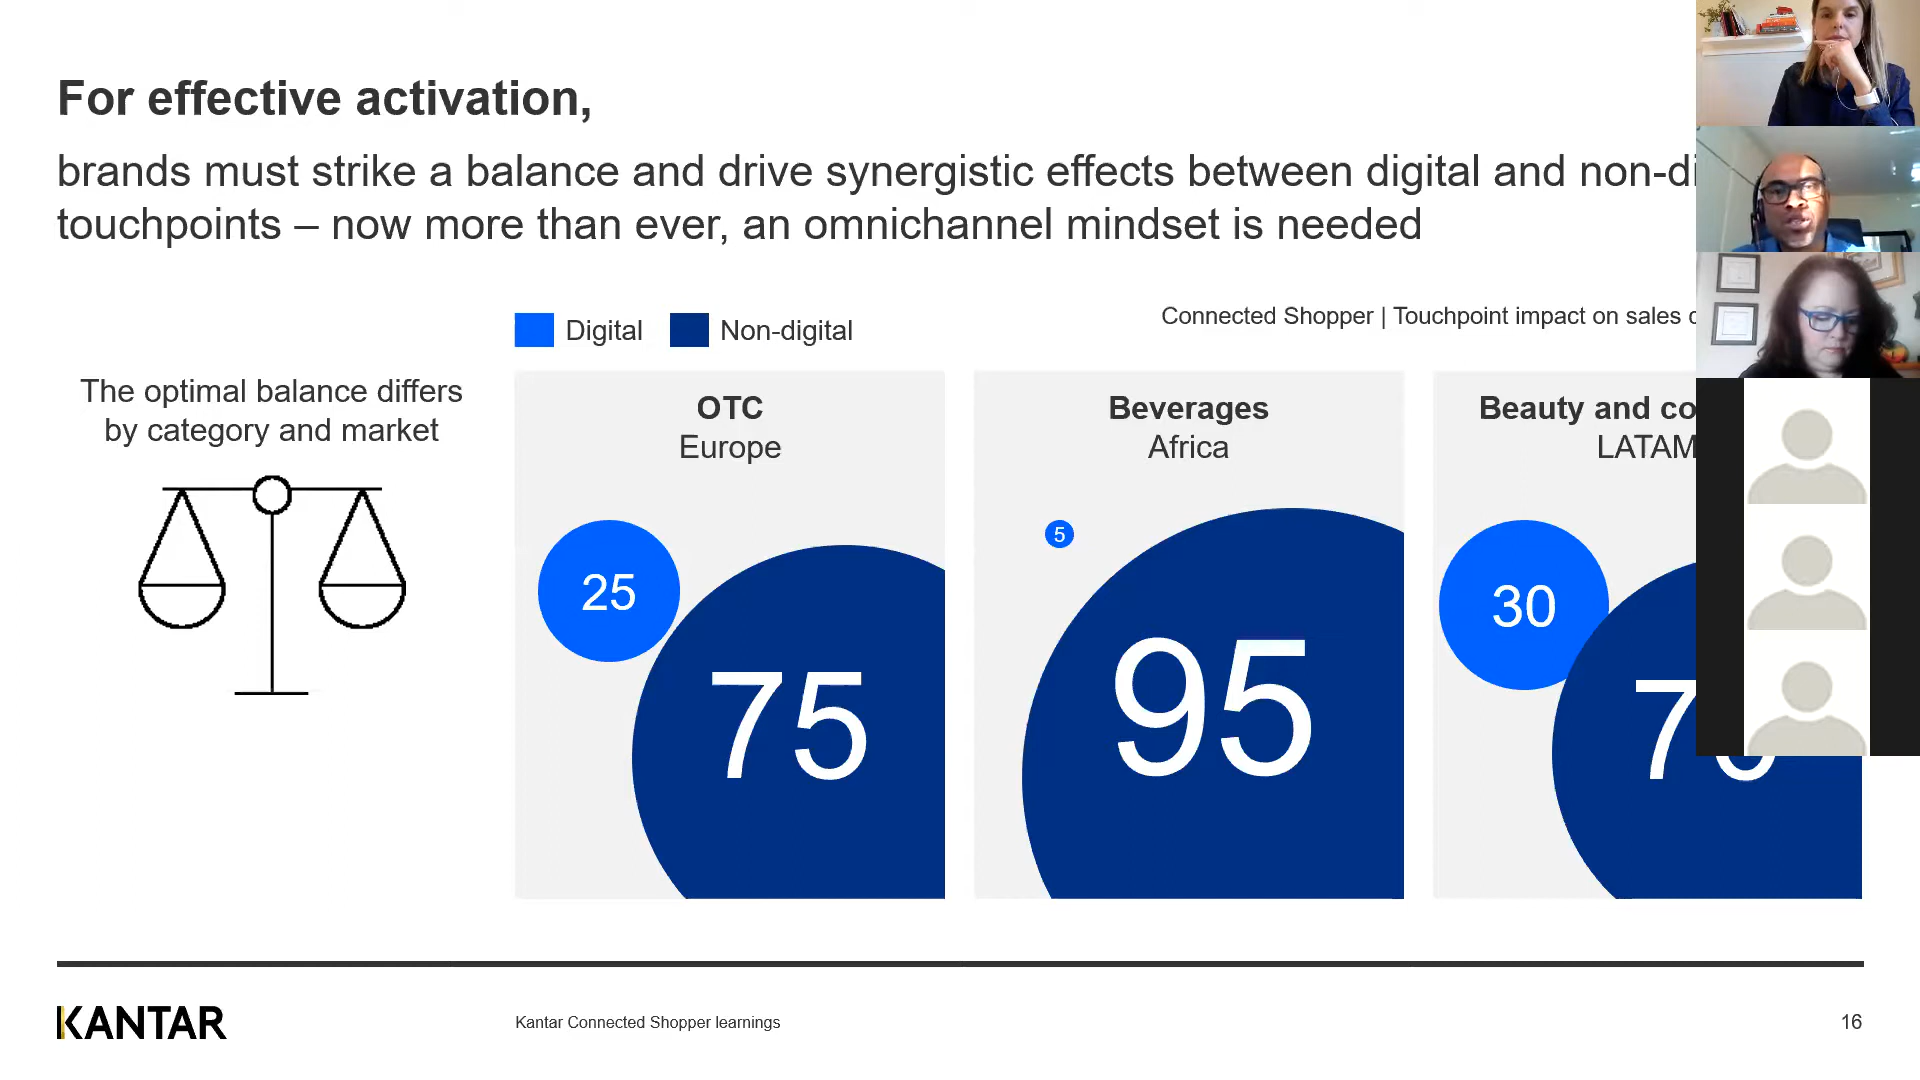 For effective activation,
brands must strike a balance and drive synergistic effects between digital and
touchpoints – now more than ever, an omnichannel mindset is needed
Digital
Non-digital
Connected Shopper | Touchpoint impact on sales
The optimal balance differs
by category and market
OTC
Europe
25
75
Beverages
Africa
5
95
Beauty and
LATAM
30
KANTAR
Kantar Connected Shopper learnings
16